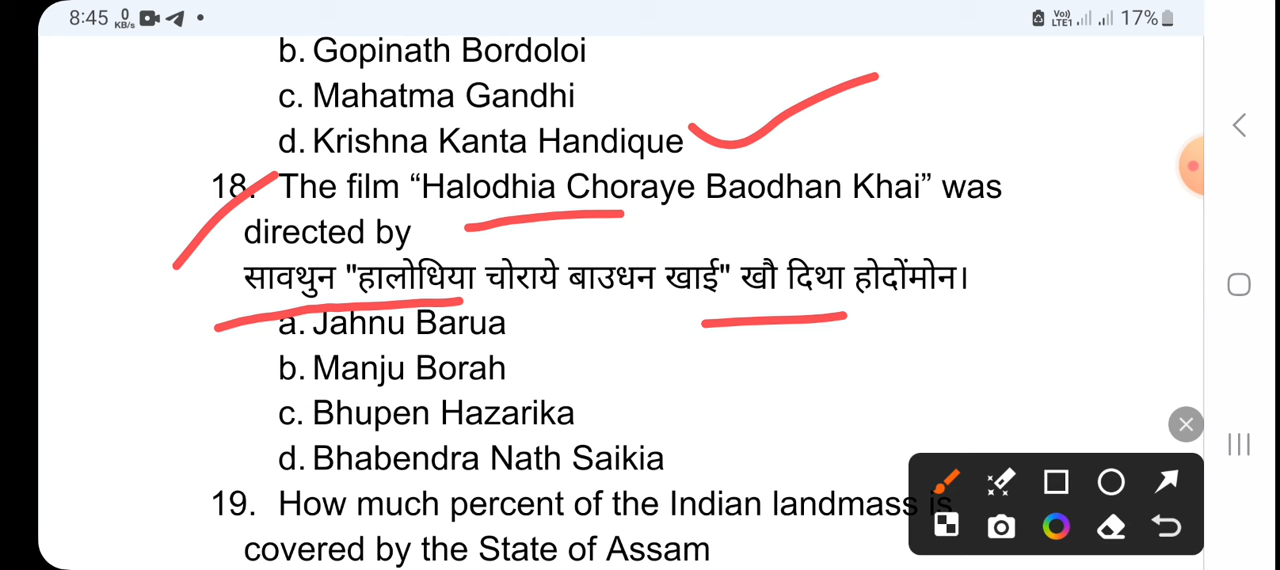 8:45 0 KB/s Vo) LTE1 17%
b. Gopinath Bordoloi
c. Mahatma Gandhi
d. Krishna Kanta Handique
18. The film “Halodhia Choraye Baodhan Khai” was
directed by
सावथुन "हालोधिया चोराये बाउधन खाई" खौ दिथा होदोंमोन।
a. Jahnu Barua
b. Manju Borah
c. Bhupen Hazarika
d. Bhabendra Nath Saikia
19. How much percent of the Indian landmass is
covered by the State of Assam